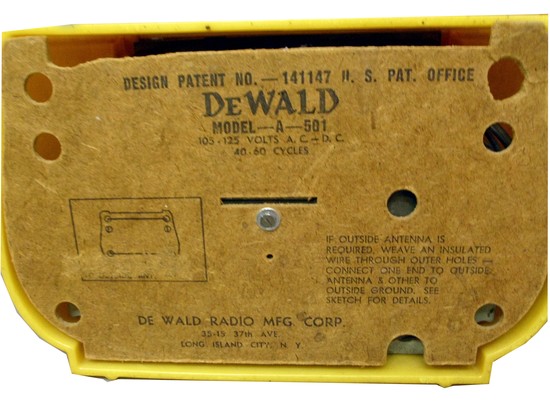 DESIGN PATENT NO.—141147 U. S. PAT. OFFICE
DEWALD
MODEL—A—501
105-125 VOLTS A.C.-D.C.
40-60 CYCLES
IF OUTSIDE ANTENNA IS
REQUIRED, WEAVE AN INSULATED
WIRE THROUGH OUTER HOLES —
CONNECT ONE END TO OUTSIDE
ANTENNA & OTHER TO
OUTSIDE GROUND. SEE
SKETCH FOR DETAILS.
DE WALD RADIO MFG. CORP.
35-15 37th AVE.
LONG ISLAND CITY, N. Y.